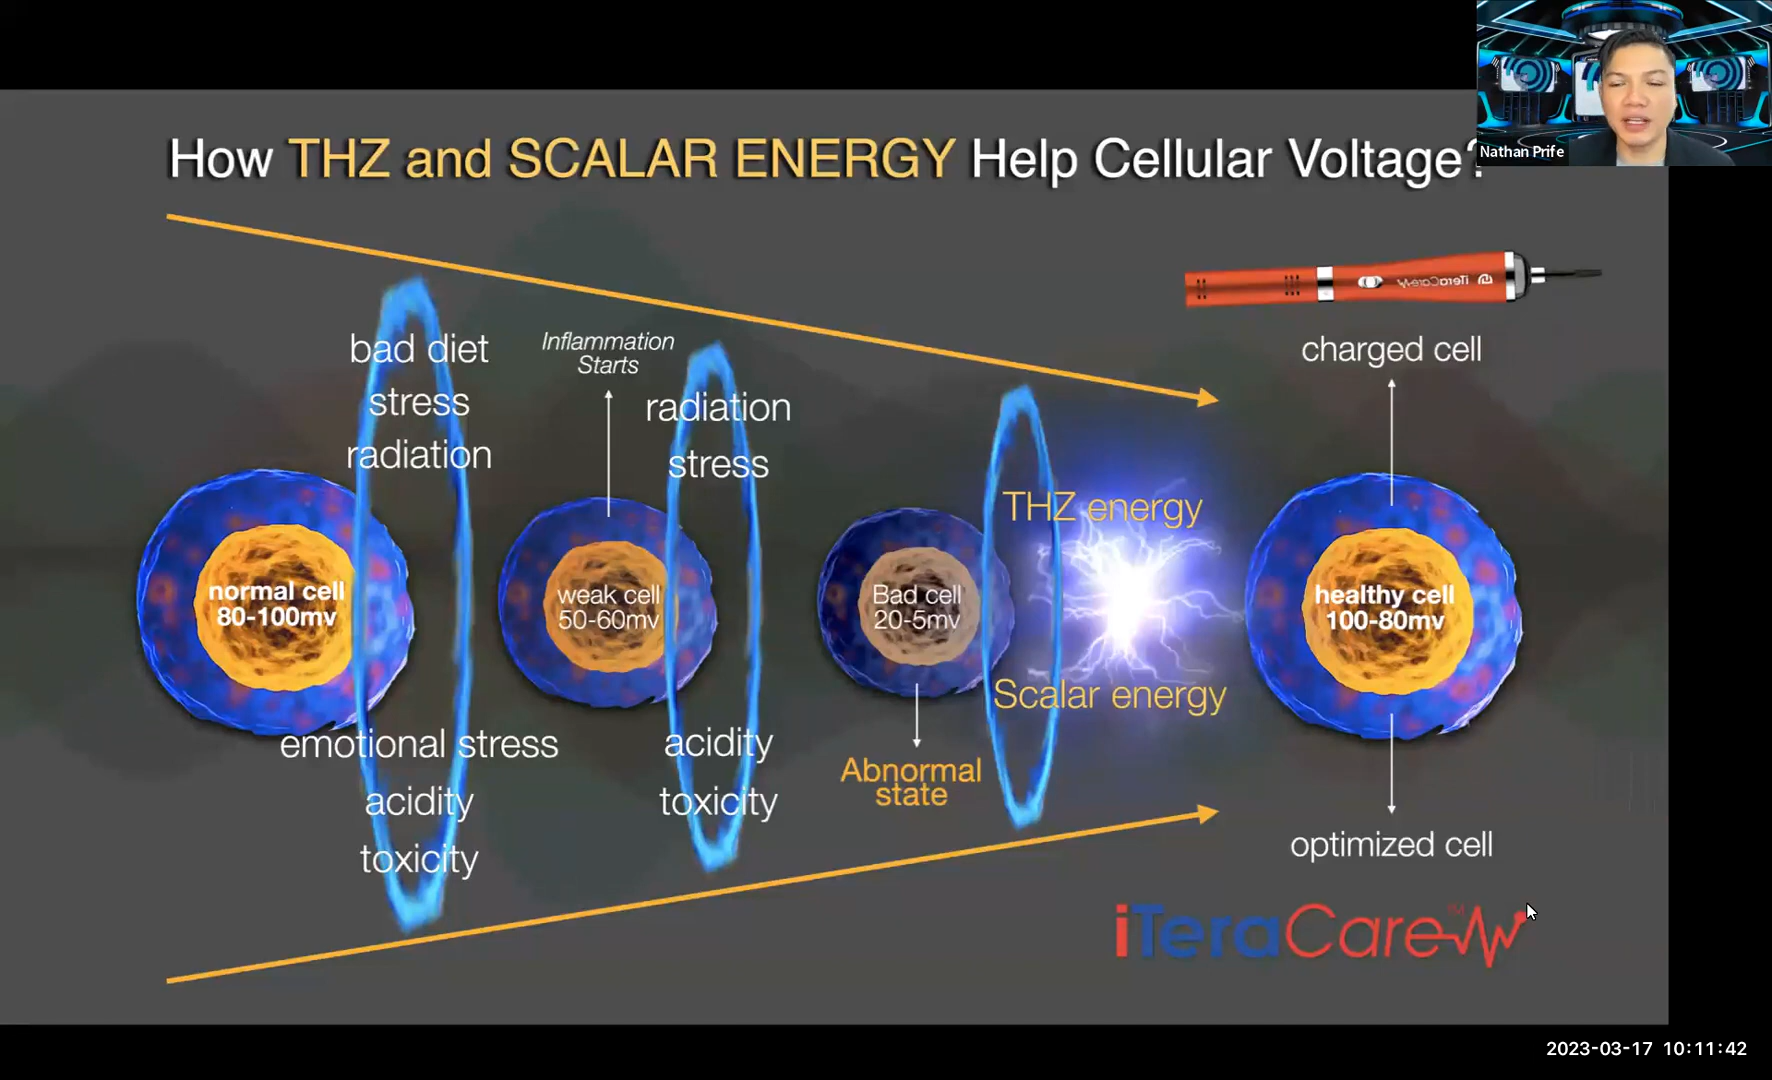 How THZ and SCALAR ENERGY Help Cellular Voltage?
Nathan Prife
iTeraCare
bad diet
stress
radiation
Inflammation
Starts
radiation
stress
charged cell
THZ energy
normal cell
80-100mv
weak cell
50-60mv
Bad cell
20-5mv
healthy cell
100-80mv
Scalar energy
emotional stress
acidity
toxicity
acidity
toxicity
Abnormal
state
optimized cell
iTeraCare™
2023-03-17 10:11:42